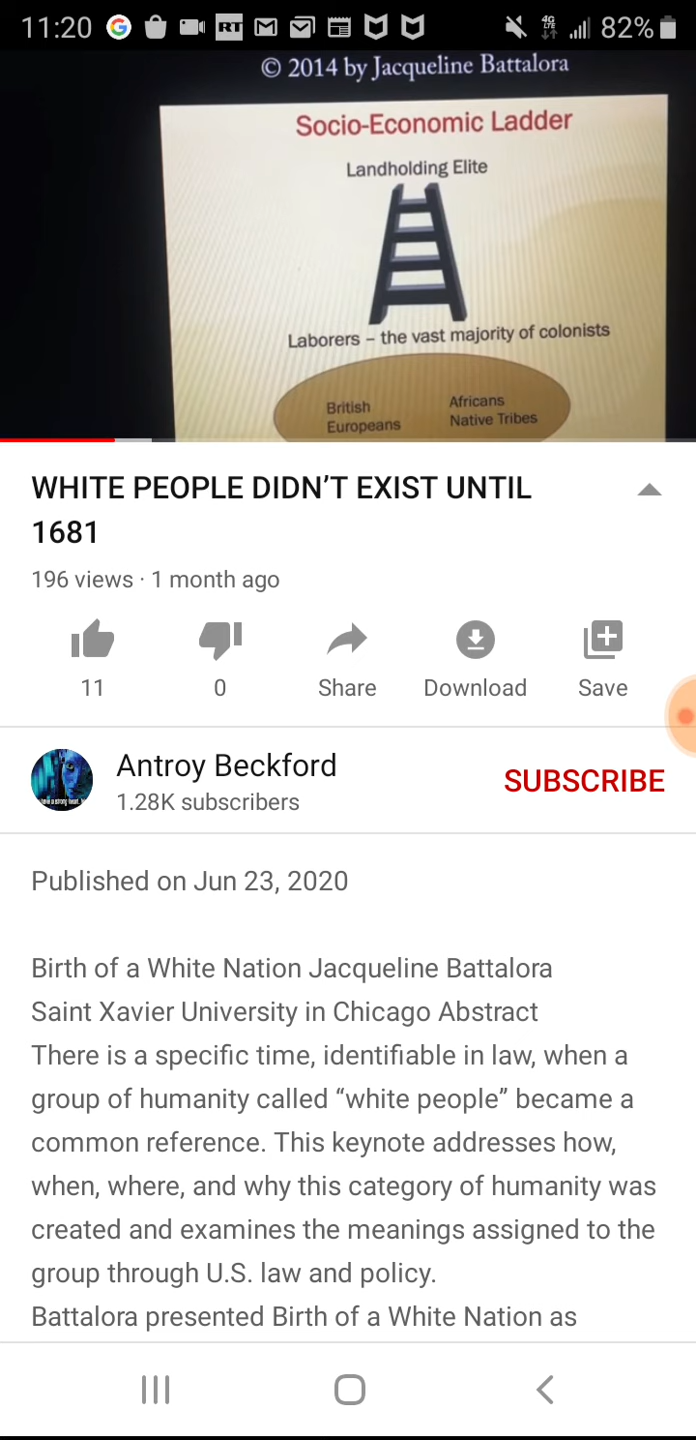 11:20
RT
4G
LTE
82%
© 2014 by Jacqueline Battalora
Socio-Economic Ladder
Landholding Elite
Laborers – the vast majority of colonists
British Africans
Europeans Native Tribes
WHITE PEOPLE DIDN’T EXIST UNTIL
1681
196 views · 1 month ago
11 0 Share Download Save
Antroy Beckford
1.28K subscribers
SUBSCRIBE
Published on Jun 23, 2020
Birth of a White Nation Jacqueline Battalora
Saint Xavier University in Chicago Abstract
There is a specific time, identifiable in law, when a
group of humanity called “white people” became a
common reference. This keynote addresses how,
when, where, and why this category of humanity was
created and examines the meanings assigned to the
group through U.S. law and policy.
Battalora presented Birth of a White Nation as